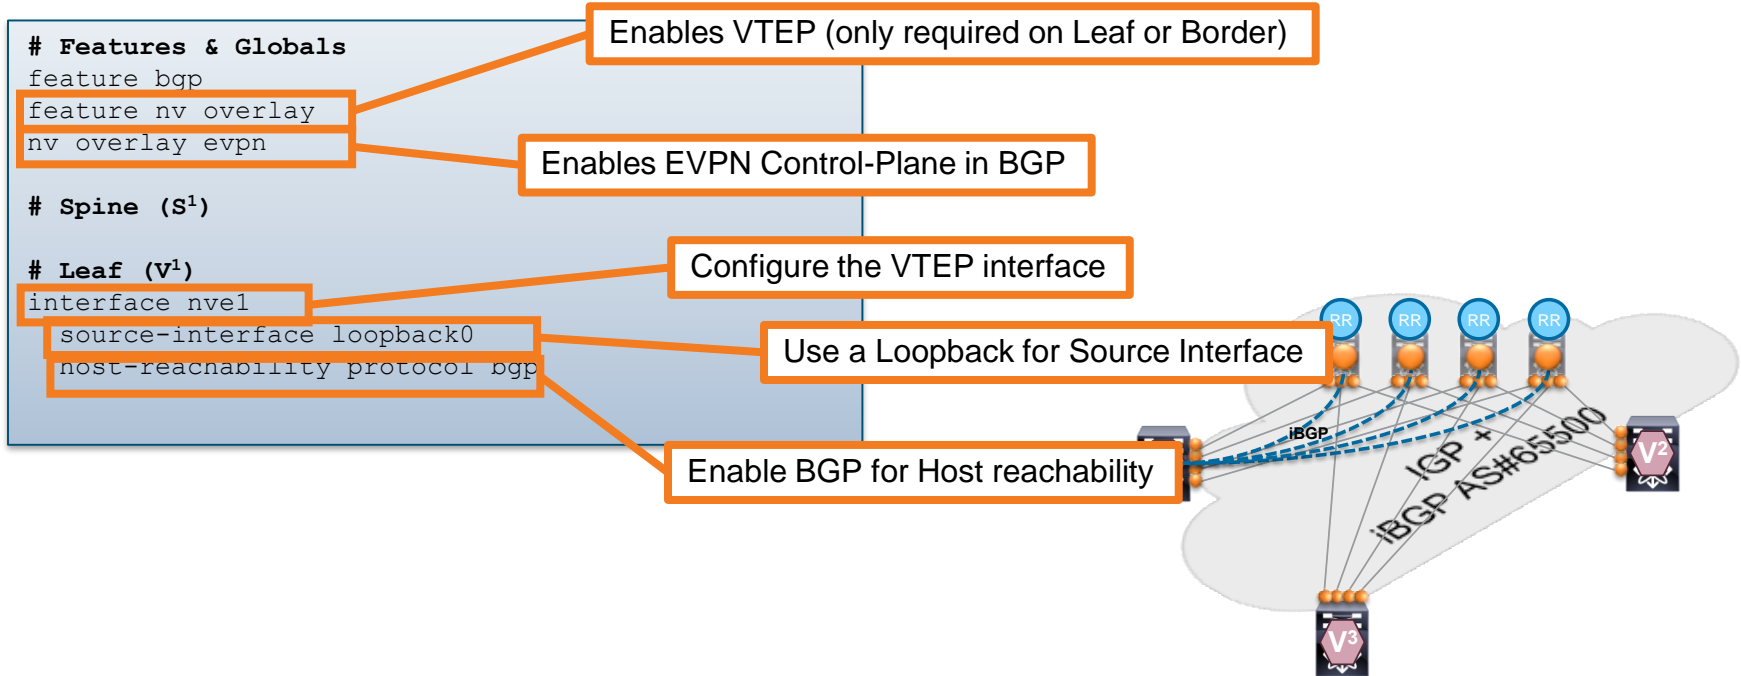 # Features & Globals
feature bgp
feature nv overlay
nv overlay evpn
# Spine (S¹)
# Leaf (V¹)
interface nve1
source-interface loopback0
host-reachability protocol bgp
Enables VTEP (only required on Leaf or Border)
Enables EVPN Control-Plane in BGP
Configure the VTEP interface
Use a Loopback for Source Interface
Enable BGP for Host reachability
RR RR RR RR
iBGP
IGP +
iBGP AS#65500
V²
V³